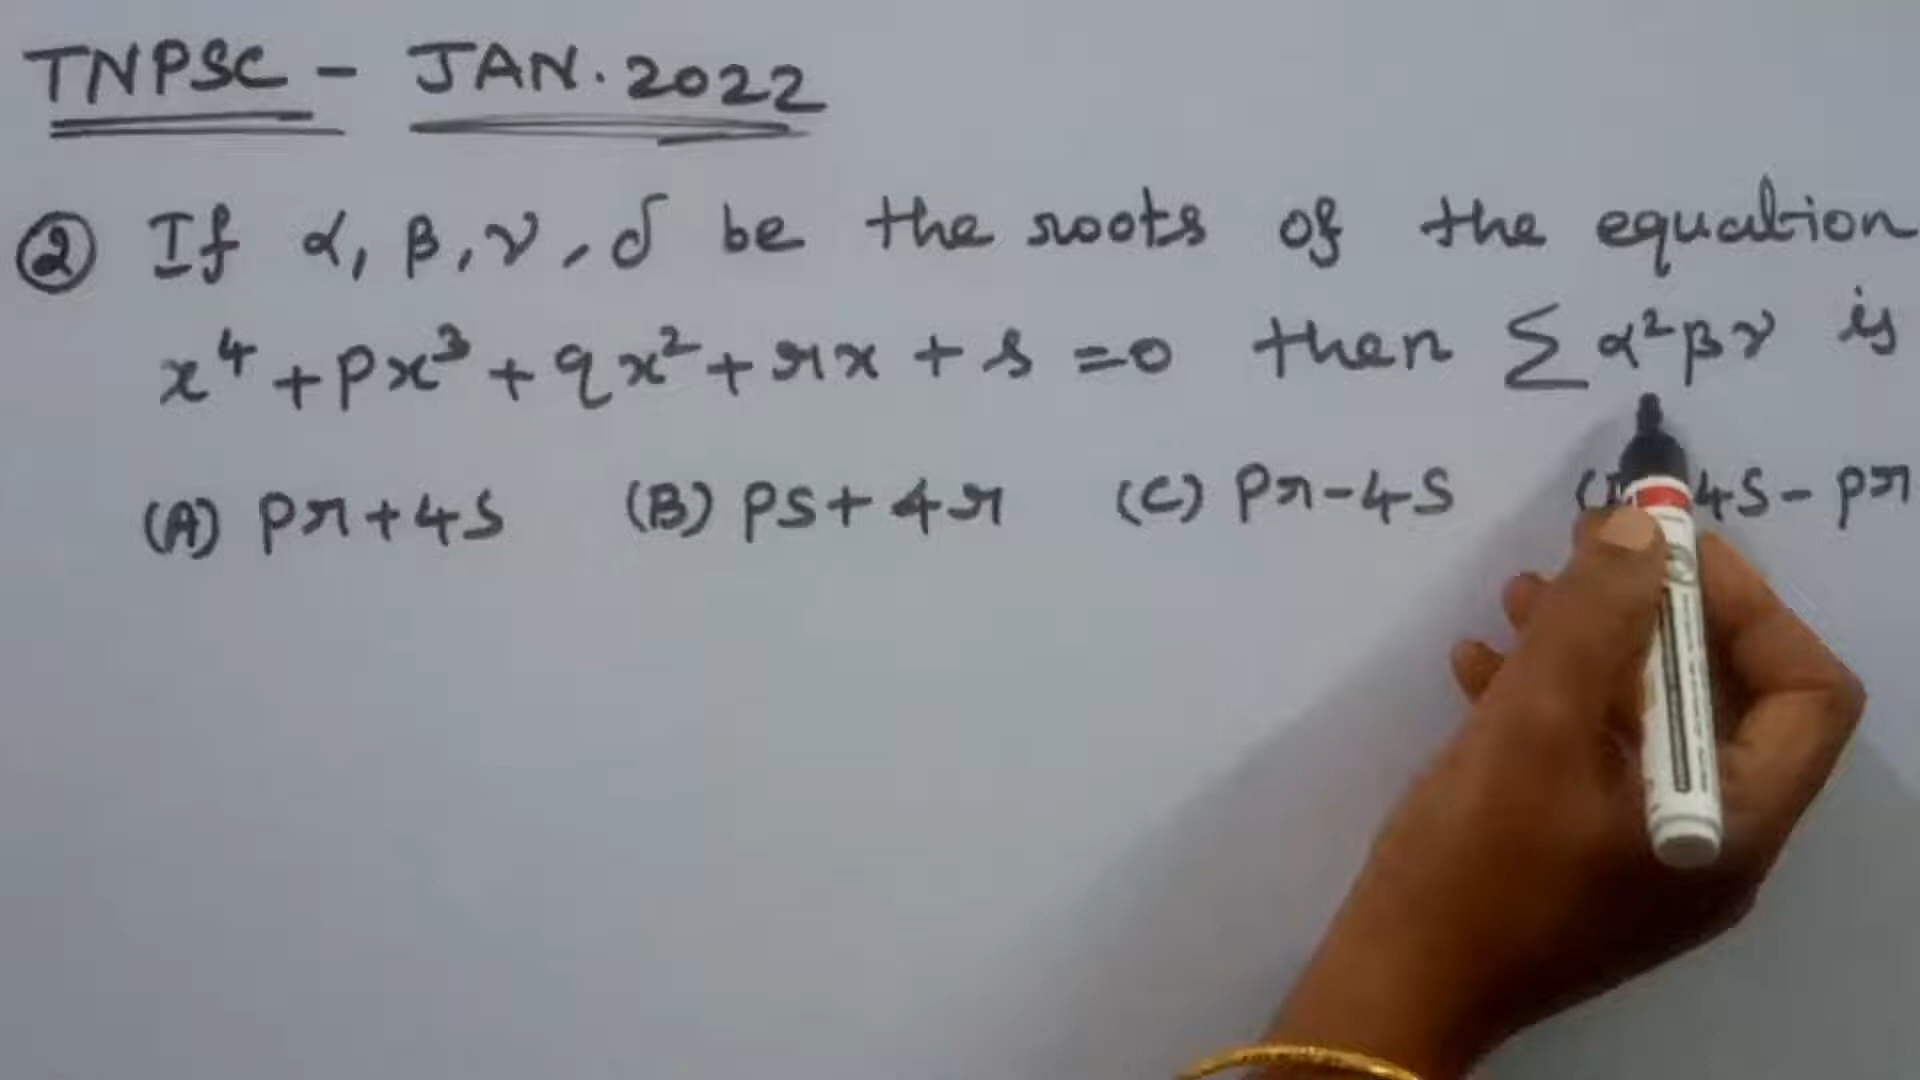 TNPSC - JAN. 2022
② If α, β, γ, δ be the roots of the equation
x⁴ + px³ + qx² + rx + s = 0 then Σ α²βγ is
(A) pr + 4s (B) ps + 4r (C) pr - 4s 4s - pr